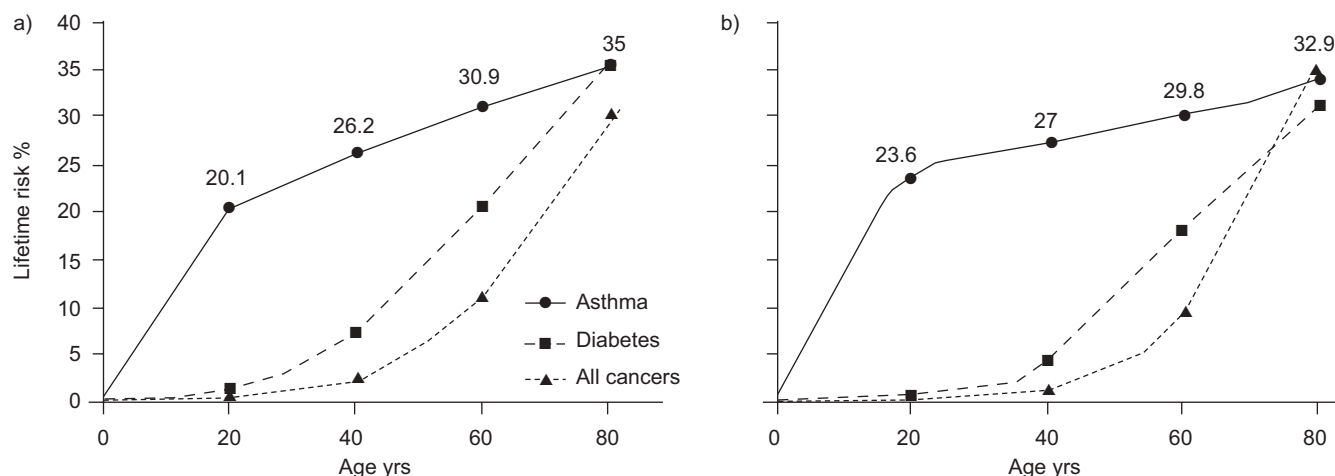 a)
40
35
30
25
20
15
10
5
0
Lifetime risk %
20.1
26.2
30.9
35
Asthma
Diabetes
All cancers
0 20 40 60 80
Age yrs
b)
23.6
27
29.8
32.9
0 20 40 60 80
Age yrs